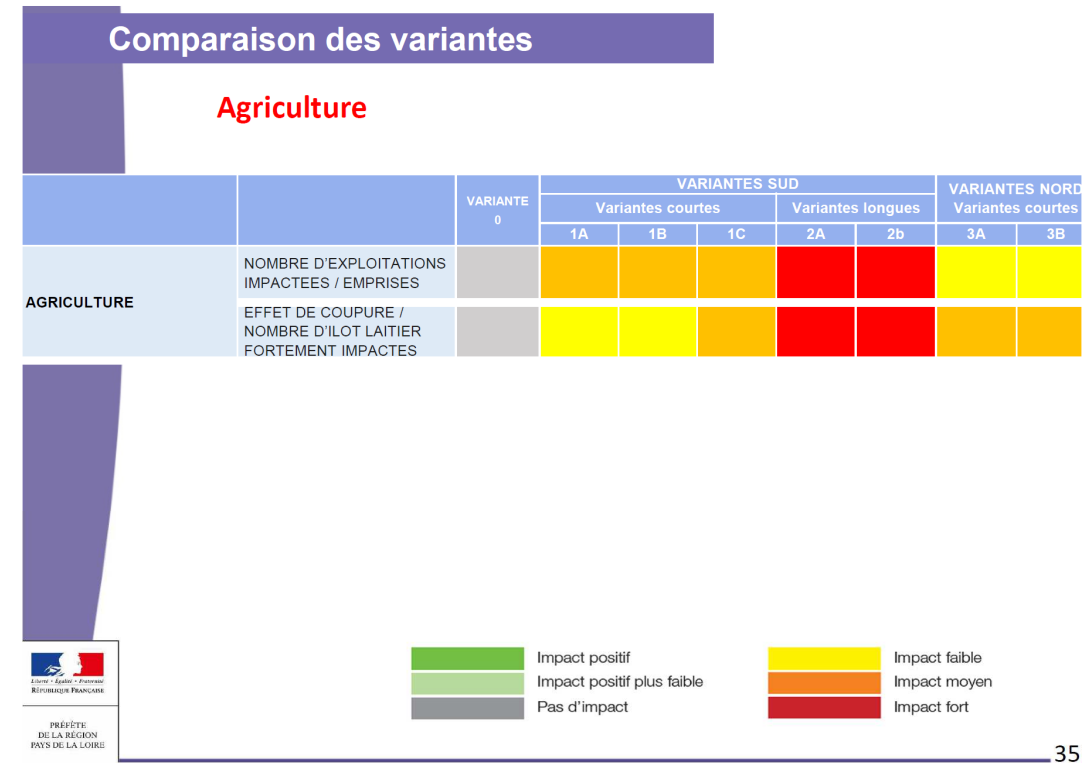 Comparaison des variantes
Agriculture
VARIANTE
0
VARIANTES SUD
VARIANTES NORD
Variantes courtes
Variantes longues
Variantes courtes
1A
1B
1C
2A
2b
3A
3B
AGRICULTURE
NOMBRE D'EXPLOITATIONS
IMPACTEES / EMPRISES
EFFET DE COUPURE /
NOMBRE D'ILOT LAITIER
FORTEMENT IMPACTES
Impact positif
Impact positif plus faible
Pas d'impact
Impact faible
Impact moyen
Impact fort
Liberté • Égalité • Fraternité
RÉPUBLIQUE FRANÇAISE
PRÉFÈTE
DE LA RÉGION
PAYS DE LA LOIRE
35